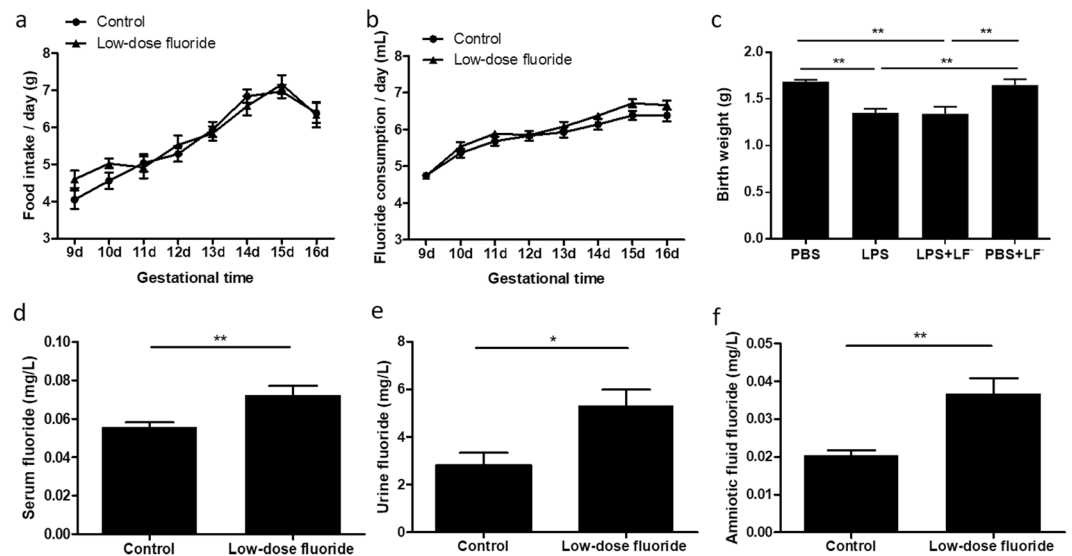 a
Control
Low-dose fluoride
Food intake / day (g)
8
7
6
5
4
3
9d 10d 11d 12d 13d 14d 15d 16d
Gestational time
b
Control
Low-dose fluoride
Fluoride consumption / day (mL)
8
7
6
5
4
3
9d 10d 11d 12d 13d 14d 15d 16d
Gestational time
c
** **
** **
Birth weight (g)
2.0
1.5
1.0
0.5
0.0
PBS LPS LPS+LF⁻ PBS+LF⁻
d
**
Serum fluoride (mg/L)
0.10
0.08
0.06
0.04
0.02
0.00
Control Low-dose fluoride
e
*
Urine fluoride (mg/L)
8
6
4
2
0
Control Low-dose fluoride
f
**
Amniotic fluid fluoride (mg/L)
0.05
0.04
0.03
0.02
0.01
0.00
Control Low-dose fluoride